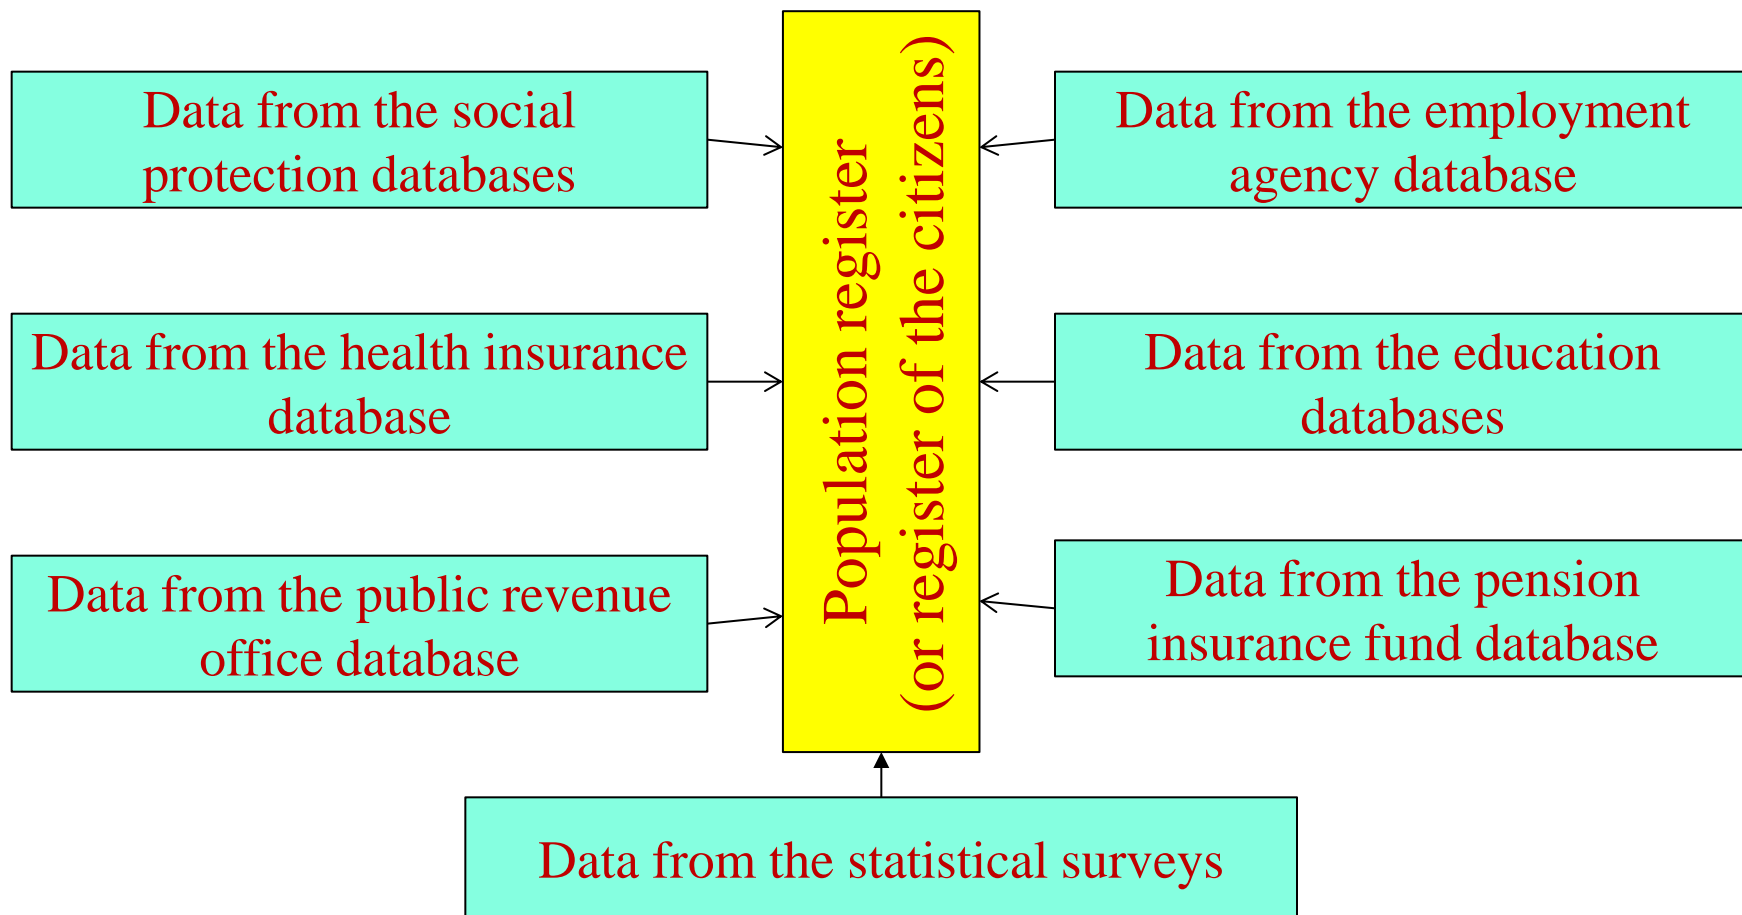 Data from the social
protection databases
Data from the health insurance
database
Data from the public revenue
office database
Population register
(or register of the citizens)
Data from the employment
agency database
Data from the education
databases
Data from the pension
insurance fund database
Data from the statistical surveys